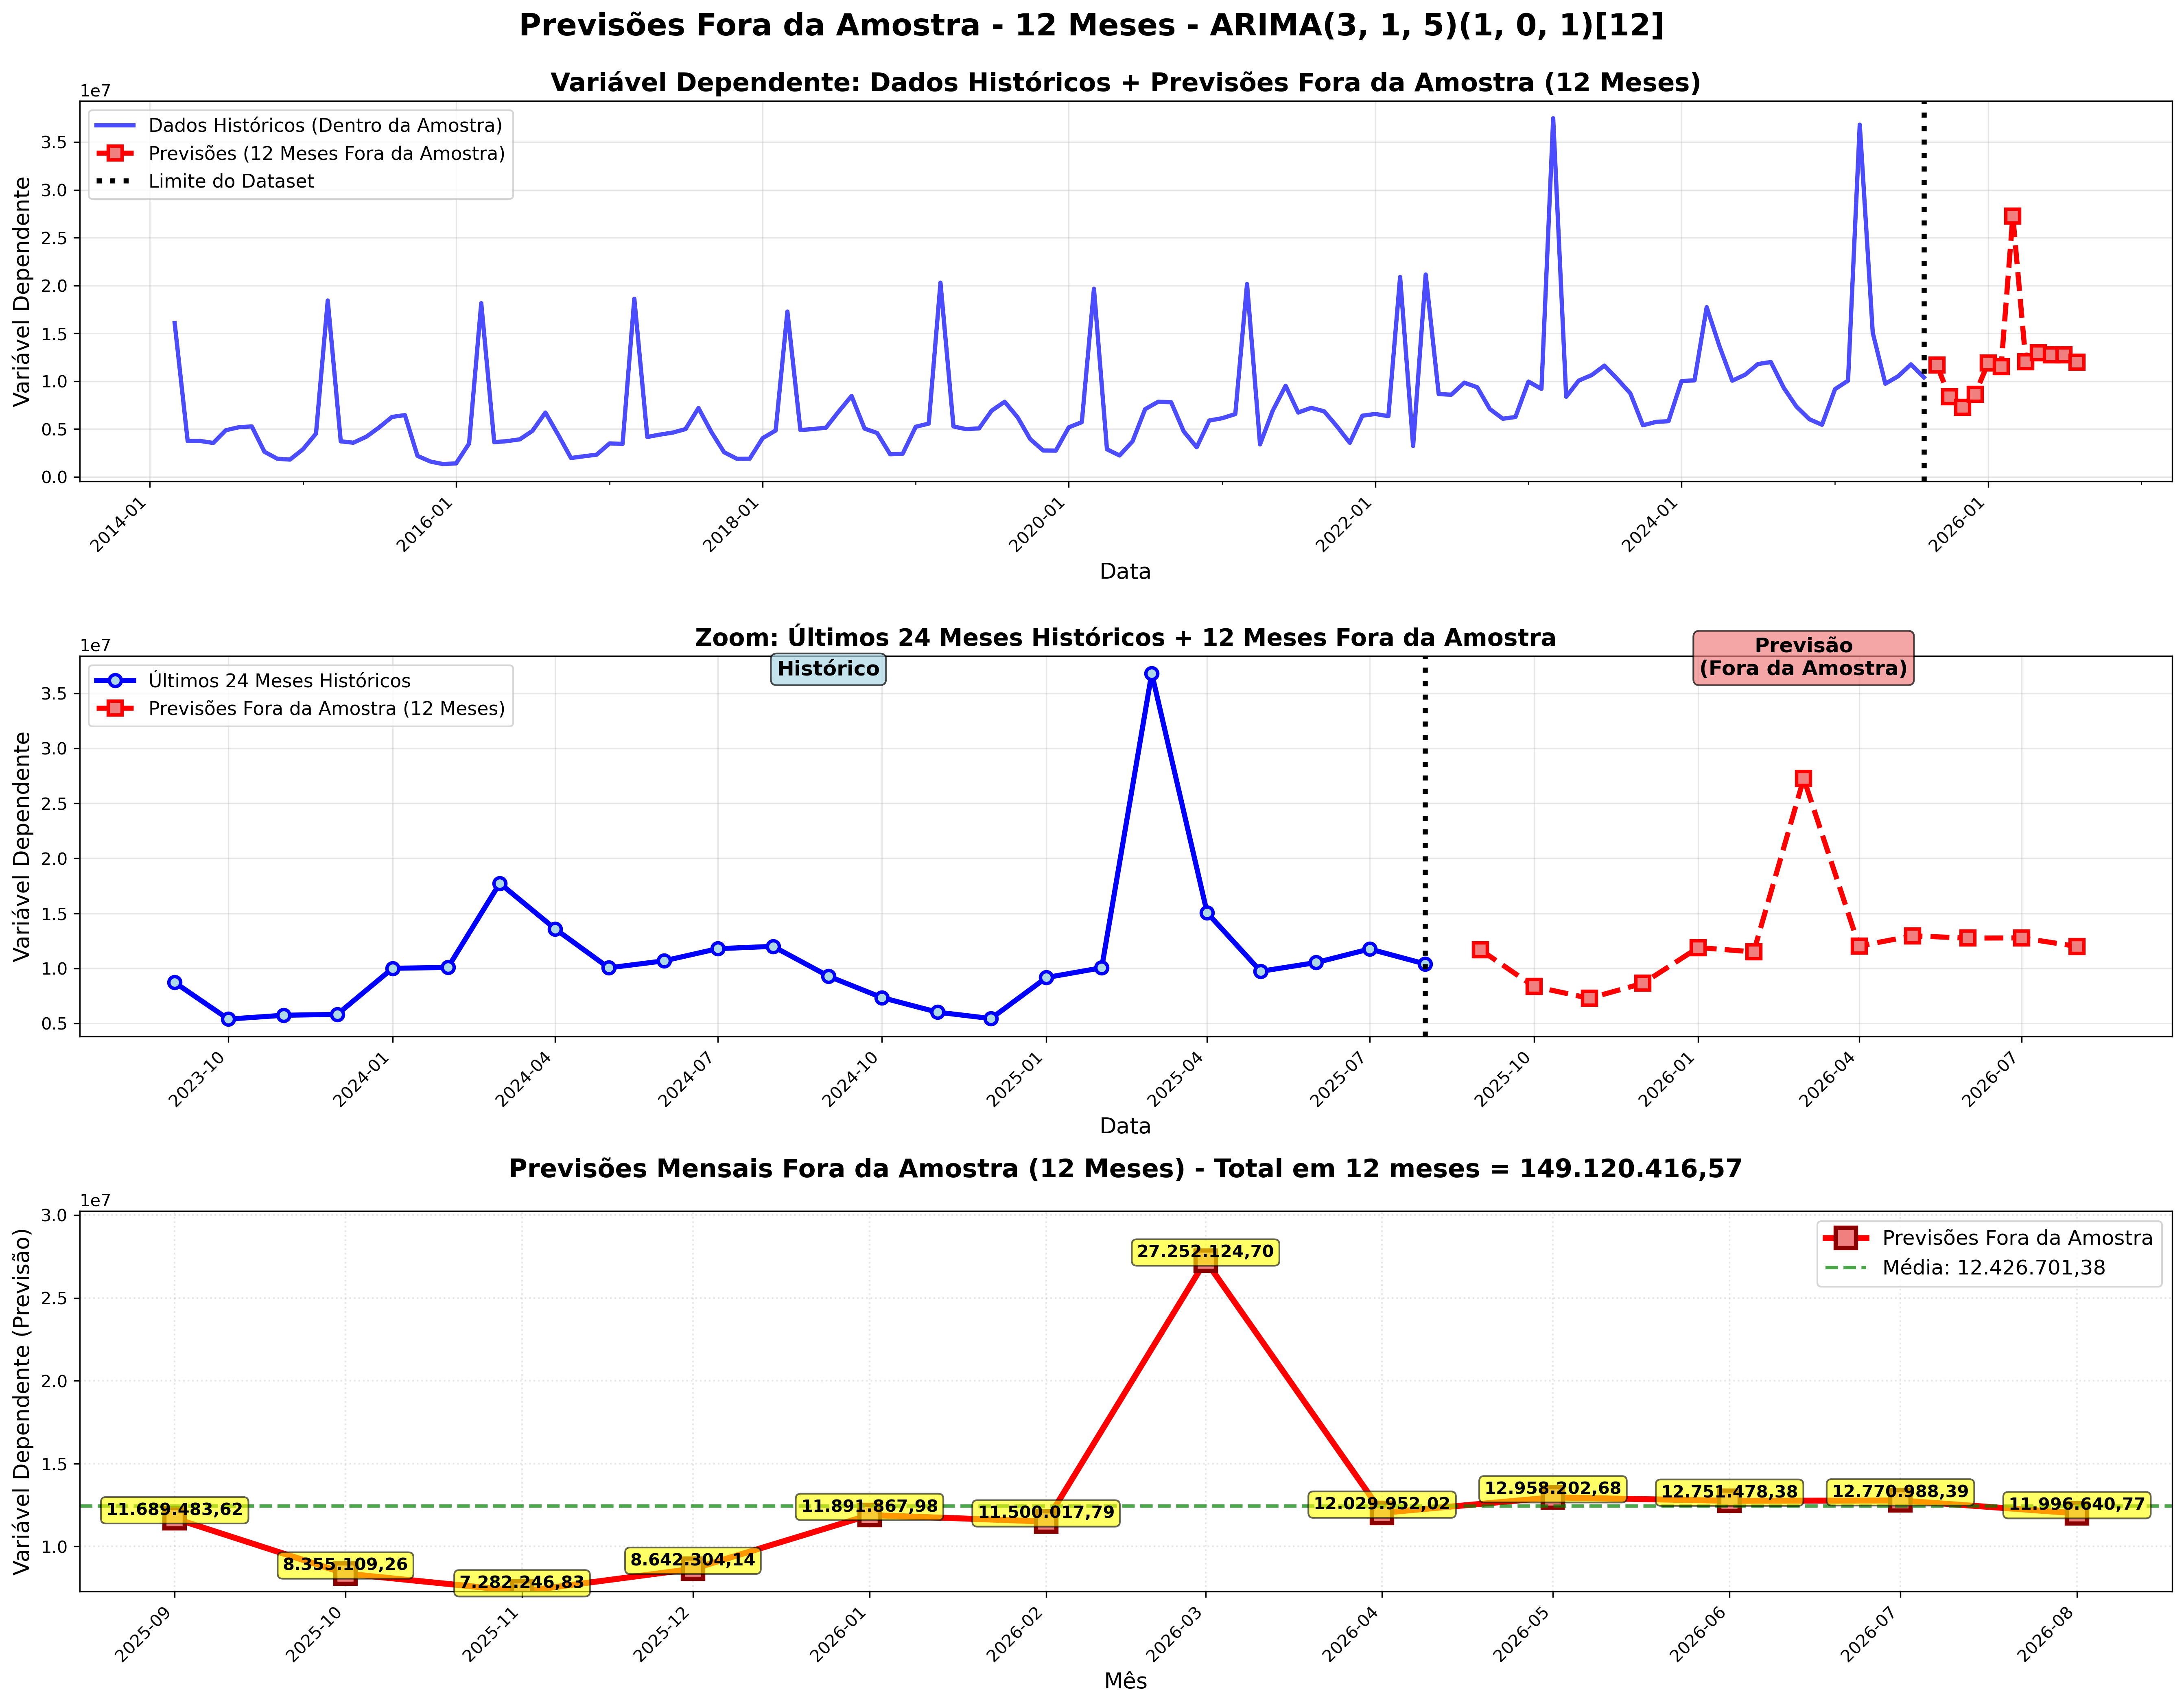 Previsões Fora da Amostra - 12 Meses - ARIMA(3, 1, 5)(1, 0, 1)[12]
Variável Dependente: Dados Históricos + Previsões Fora da Amostra (12 Meses)
1e7
Dados Históricos (Dentro da Amostra)
Previsões (12 Meses Fora da Amostra)
Limite do Dataset
Variável Dependente
3.5
3.0
2.5
2.0
1.5
1.0
0.5
0.0
2014-01
2016-01
2018-01
2020-01
2022-01
2024-01
2026-01
Data
Zoom: Últimos 24 Meses Históricos + 12 Meses Fora da Amostra
1e7
Histórico
Previsão
(Fora da Amostra)
Últimos 24 Meses Históricos
Previsões Fora da Amostra (12 Meses)
Variável Dependente
3.5
3.0
2.5
2.0
1.5
1.0
0.5
2023-10
2024-01
2024-04
2024-07
2024-10
2025-01
2025-04
2025-07
2025-10
2026-01
2026-04
2026-07
Data
Previsões Mensais Fora da Amostra (12 Meses) - Total em 12 meses = 149.120.416,57
1e7
Previsões Fora da Amostra
Média: 12.426.701,38
Variável Dependente (Previsão)
3.0
2.5
2.0
1.5
1.0
11.689.483,62
8.355.109,26
7.282.246,83
8.642.304,14
11.891.867,98
11.500.017,79
27.252.124,70
12.029.952,02
12.958.202,68
12.751.478,38
12.770.988,39
11.996.640,77
2025-09
2025-10
2025-11
2025-12
2026-01
2026-02
2026-03
2026-04
2026-05
2026-06
2026-07
2026-08
Mês